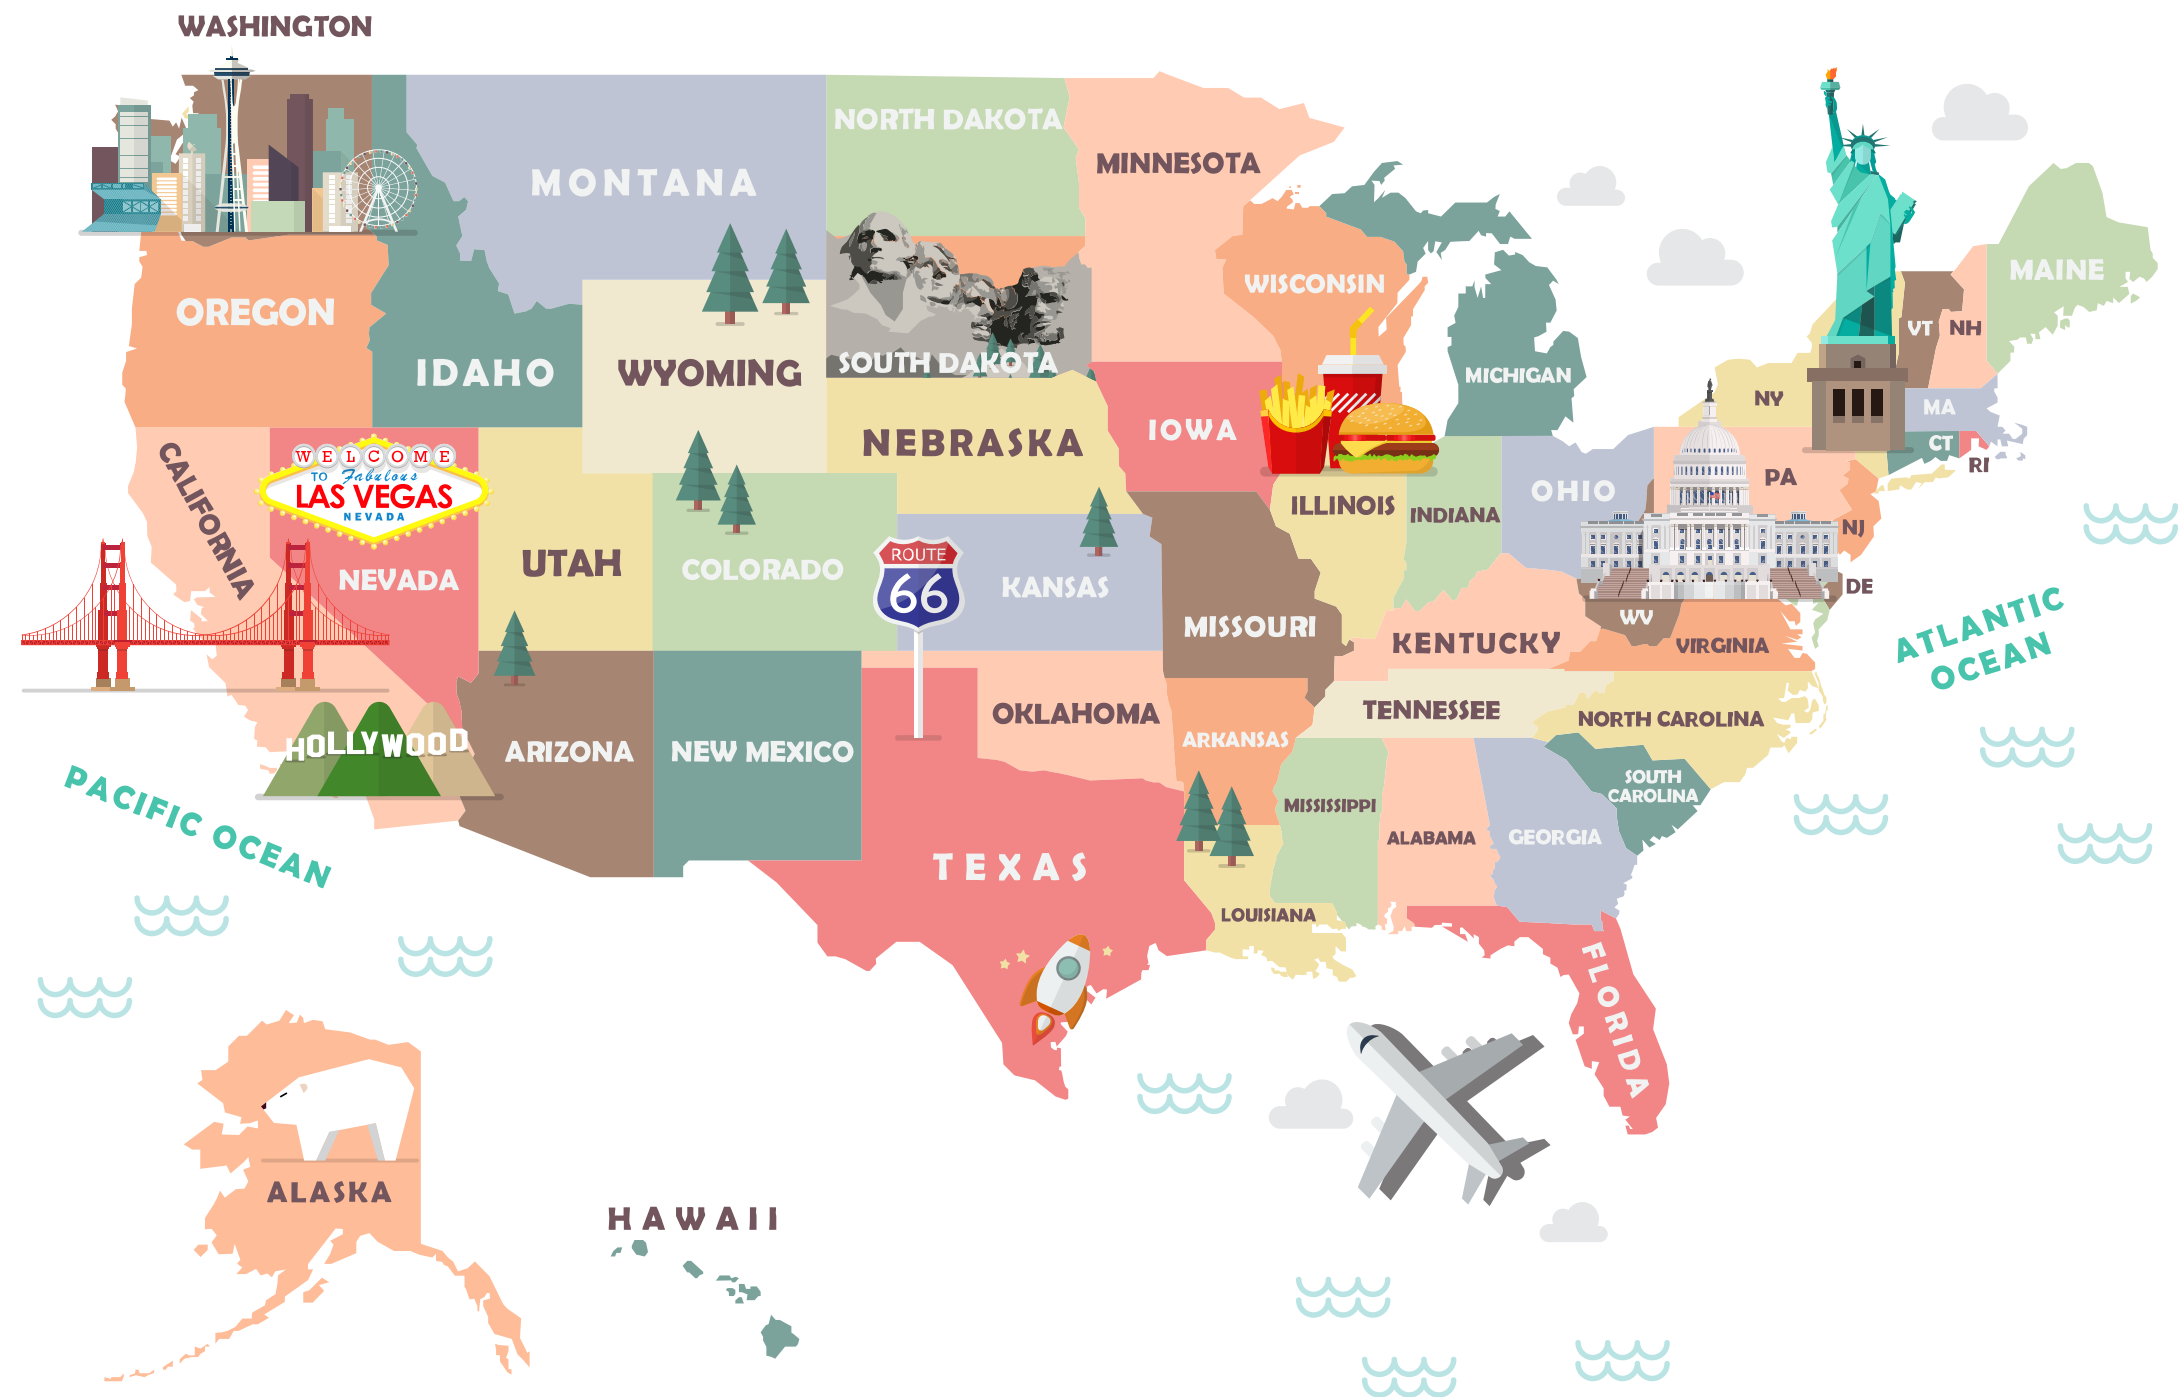 WASHINGTON
NORTH DAKOTA
MINNESOTA
MONTANA
WISCONSIN
MAINE
OREGON
VT
NH
IDAHO
WYOMING
SOUTH DAKOTA
MICHIGAN
NY
MA
IOWA
NEBRASKA
CT
RI
CALIFORNIA
WELCOME
TO Fabulous
LAS VEGAS
NEVADA
PA
OHIO
ILLINOIS
INDIANA
NJ
ROUTE
66
UTAH
COLORADO
NEVADA
KANSAS
DE
WV
MISSOURI
KENTUCKY
VIRGINIA
ATLANTIC
OCEAN
TENNESSEE
NORTH CAROLINA
OKLAHOMA
ARKANSAS
HOLLYWOOD
ARIZONA
NEW MEXICO
SOUTH
CAROLINA
MISSISSIPPI
ALABAMA
GEORGIA
PACIFIC OCEAN
TEXAS
LOUISIANA
FLORIDA
ALASKA
HAWAII